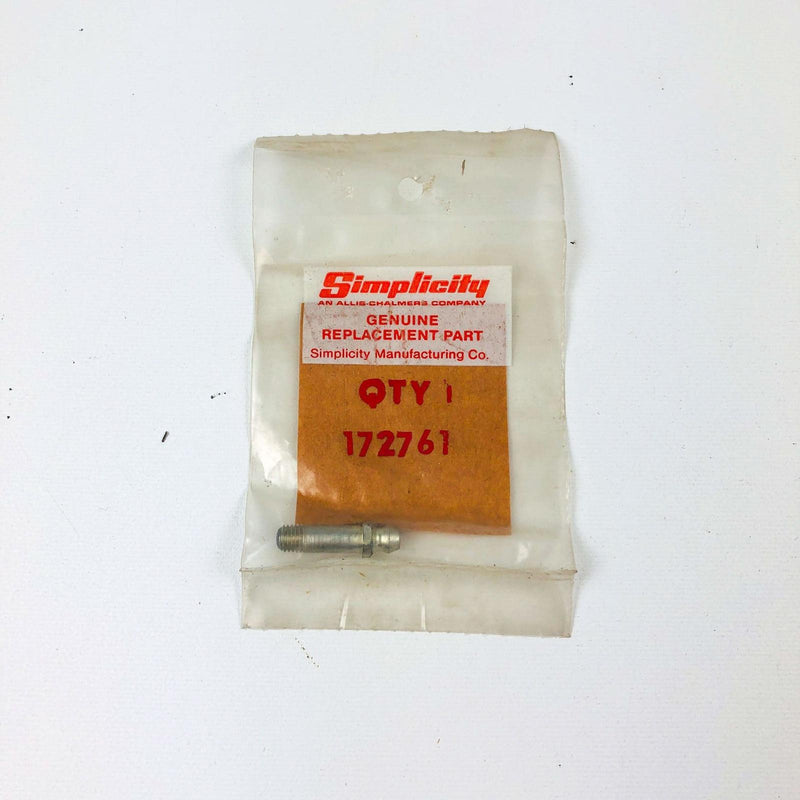 Simplicity
AN ALLIS-CHALMERS COMPANY
GENUINE
REPLACEMENT PART
Simplicity Manufacturing Co.
QTY 1
172761